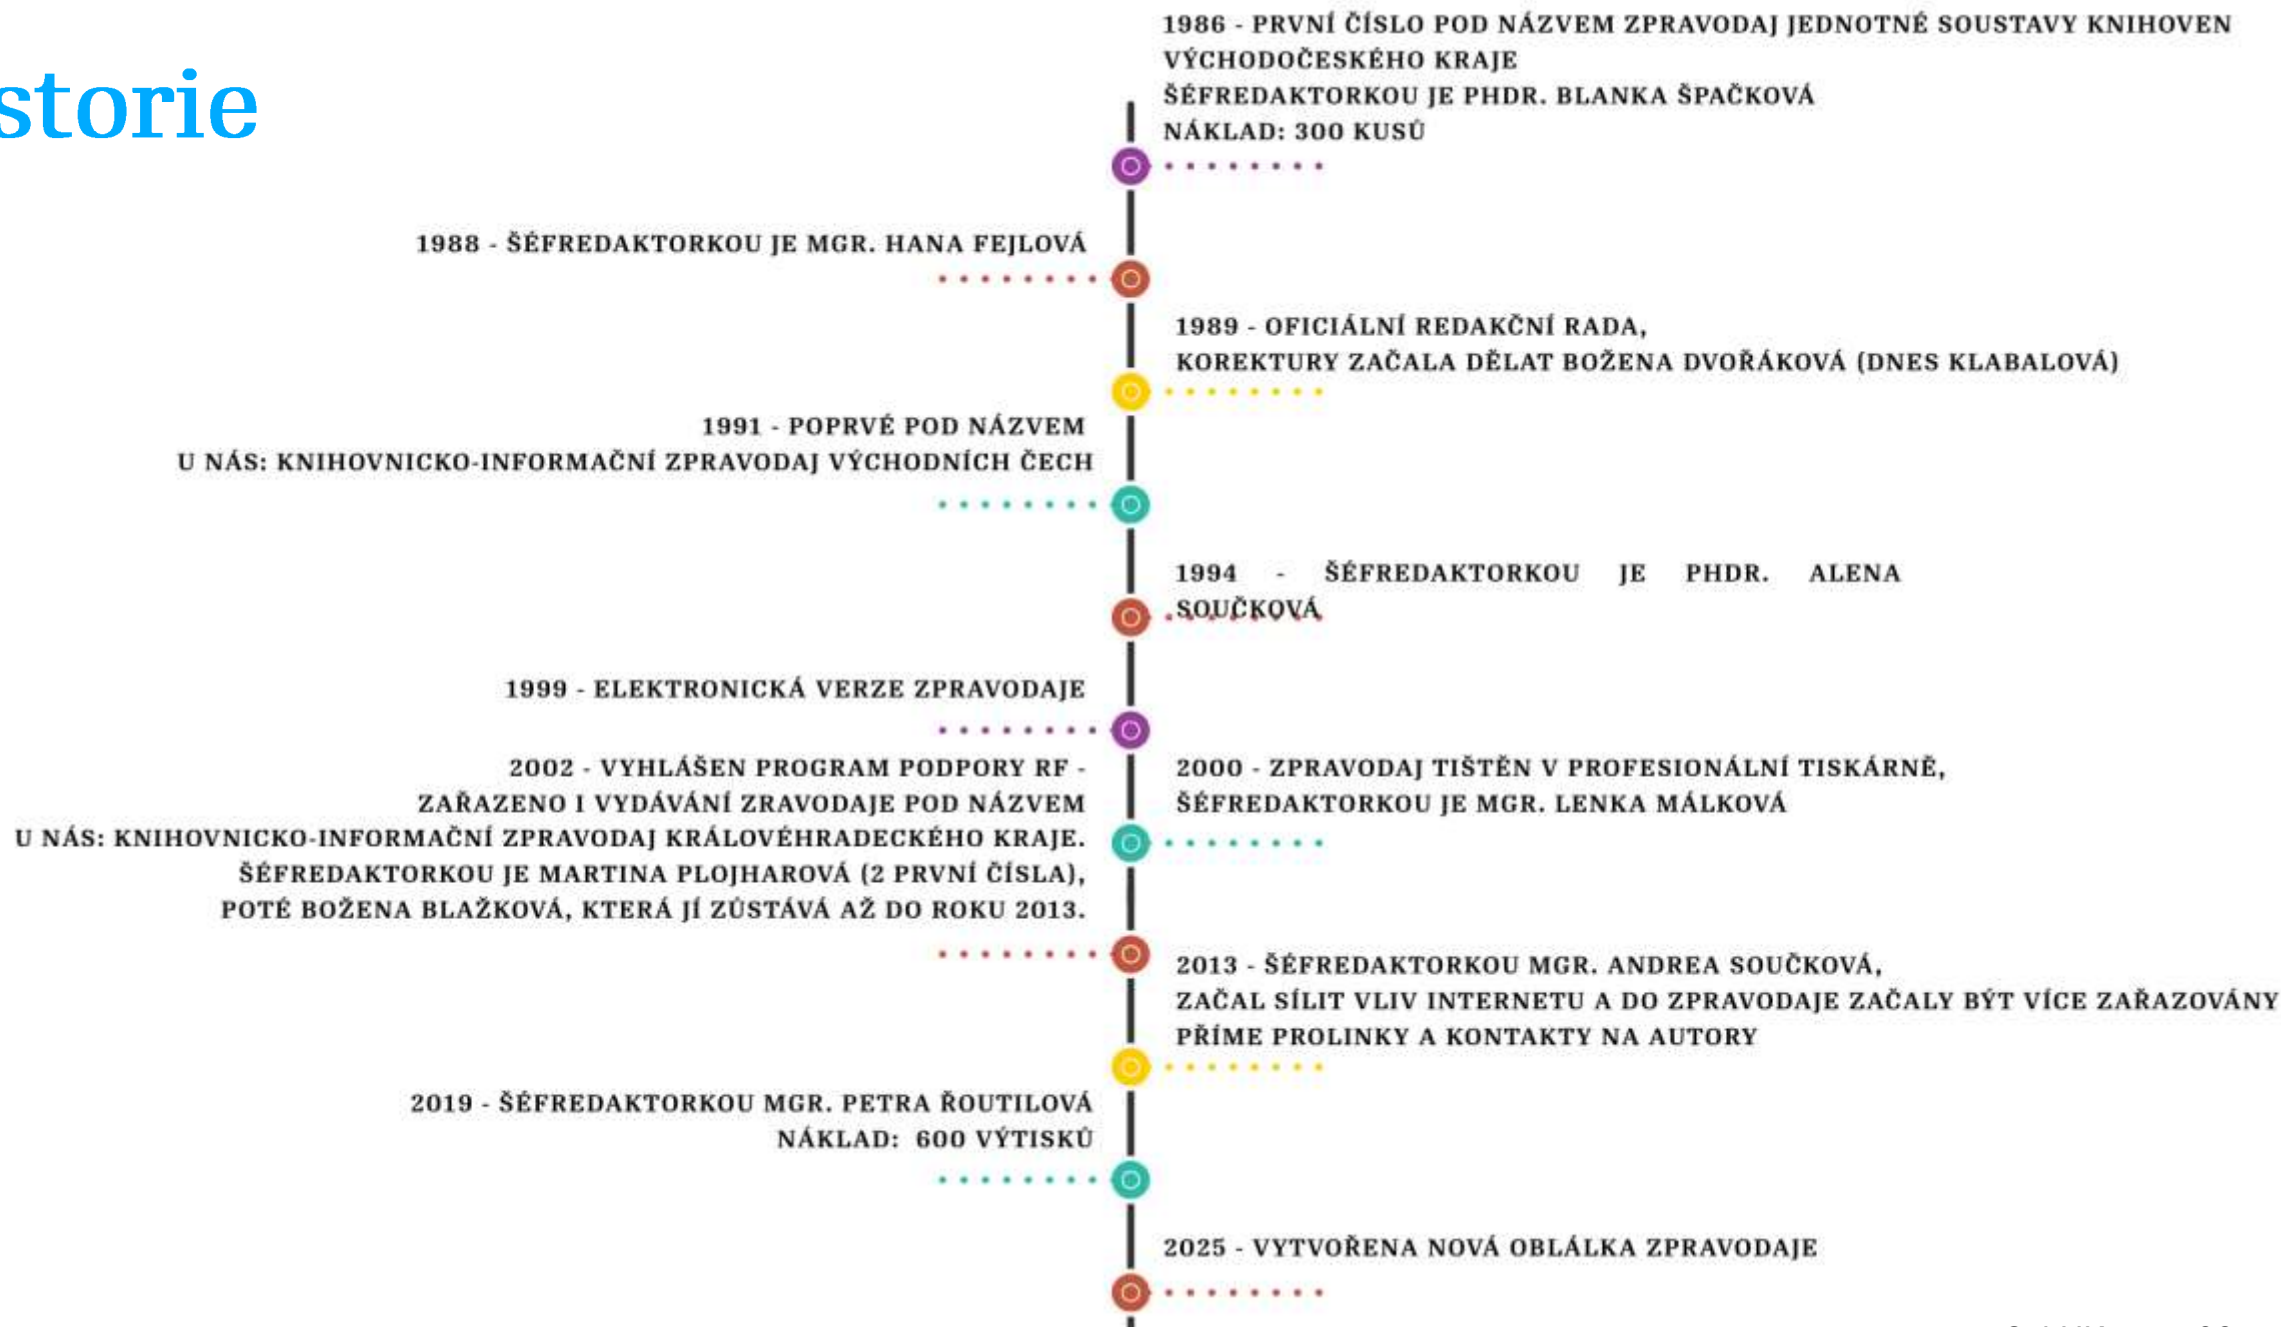 storie
1986 - PRVNÍ ČÍSLO POD NÁZVEM ZPRAVODAJ JEDNOTNÉ SOUSTAVY KNIHOVEN
VÝCHODOČESKÉHO KRAJE
ŠÉFREDAKTORKOU JE PHDR. BLANKA ŠPAČKOVÁ
NÁKLAD: 300 KUSŮ
1988 - ŠÉFREDAKTORKOU JE MGR. HANA FEJLOVÁ
1989 - OFICIÁLNÍ REDAKČNÍ RADA,
KOREKTURY ZAČALA DĚLAT BOŽENA DVOŘÁKOVÁ (DNES KLABALOVÁ)
1991 - POPRVÉ POD NÁZVEM
U NÁS: KNIHOVNICKO-INFORMAČNÍ ZPRAVODAJ VÝCHODNÍCH ČECH
1994 - ŠÉFREDAKTORKOU JE PHDR. ALENA
SOUČKOVÁ
1999 - ELEKTRONICKÁ VERZE ZPRAVODAJE
2000 - ZPRAVODAJ TIŠTĚN V PROFESIONÁLNÍ TISKÁRNĚ,
ŠÉFREDAKTORKOU JE MGR. LENKA MÁLKOVÁ
2002 - VYHLÁŠEN PROGRAM PODPORY RF -
ZAŘAZENO I VYDÁVÁNÍ ZRAVODAJE POD NÁZVEM
U NÁS: KNIHOVNICKO-INFORMAČNÍ ZPRAVODAJ KRÁLOVÉHRADECKÉHO KRAJE.
ŠÉFREDAKTORKOU JE MARTINA PLOJHAROVÁ (2 PRVNÍ ČÍSLA),
POTÉ BOŽENA BLAŽKOVÁ, KTERÁ JÍ ZŮSTÁVÁ AŽ DO ROKU 2013.
2013 - ŠÉFREDAKTORKOU MGR. ANDREA SOUČKOVÁ,
ZAČAL SÍLIT VLIV INTERNETU A DO ZPRAVODAJE ZAČALY BÝT VÍCE ZAŘAZOVÁNY
PŘÍME PROLINKY A KONTAKTY NA AUTORY
2019 - ŠÉFREDAKTORKOU MGR. PETRA ŘOUTILOVÁ
NÁKLAD: 600 VÝTISKŮ
2025 - VYTVOŘENA NOVÁ OBLÁLKA ZPRAVODAJE